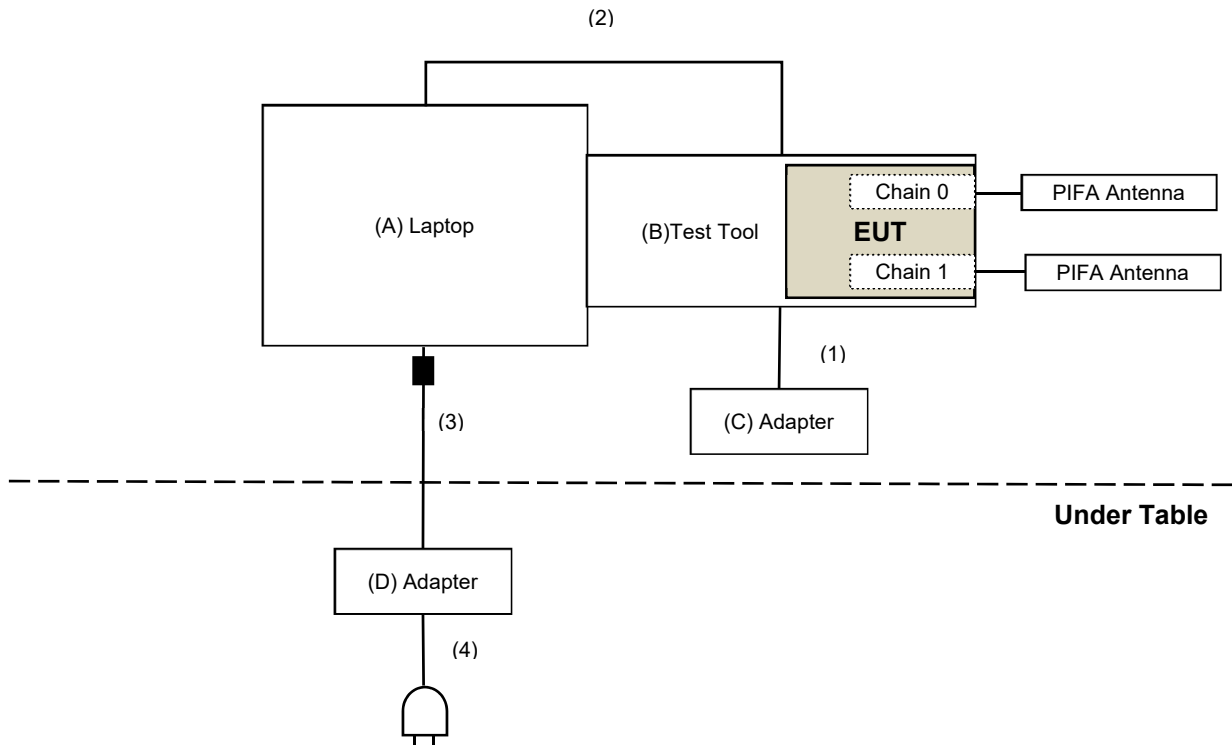 (2)
(A) Laptop
(B)Test Tool
Chain 0
EUT
Chain 1
PIFA Antenna
PIFA Antenna
(1)
(C) Adapter
(3)
Under Table
(D) Adapter
(4)